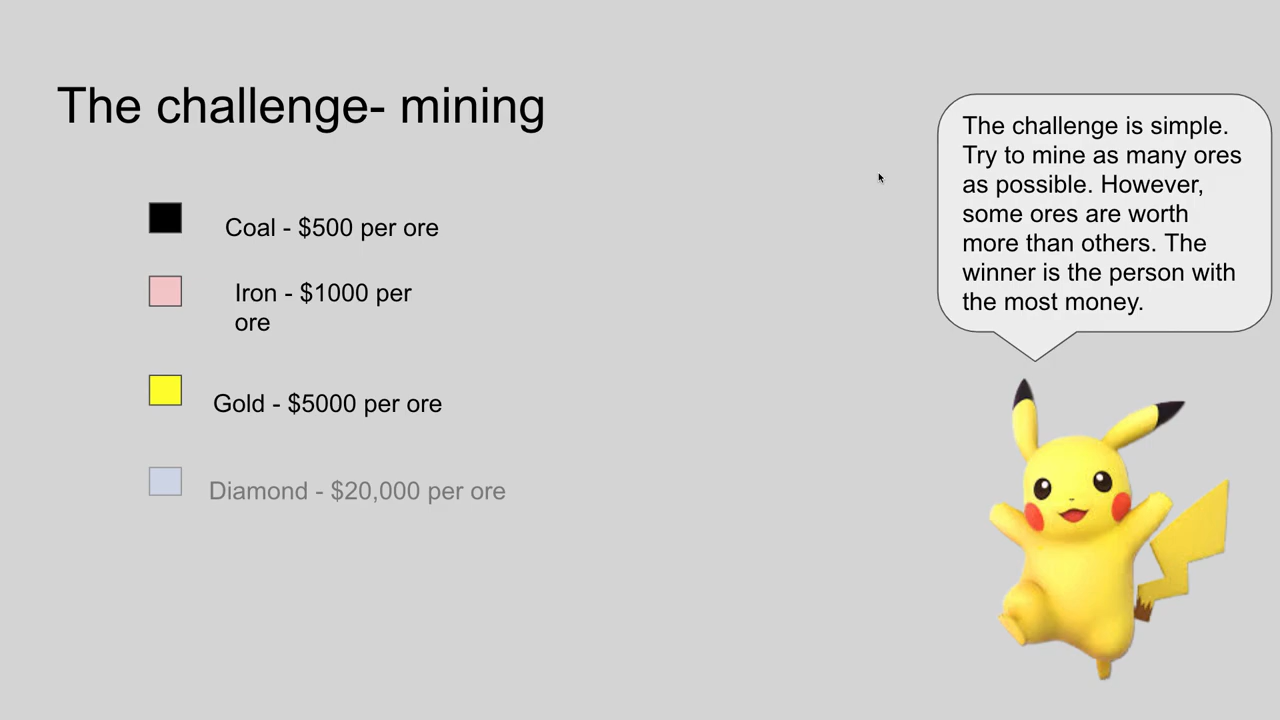 The challenge- mining
Coal - $500 per ore
Iron - $1000 per
ore
Gold - $5000 per ore
Diamond - $20,000 per ore
The challenge is simple.
Try to mine as many ores
as possible. However,
some ores are worth
more than others. The
winner is the person with
the most money.